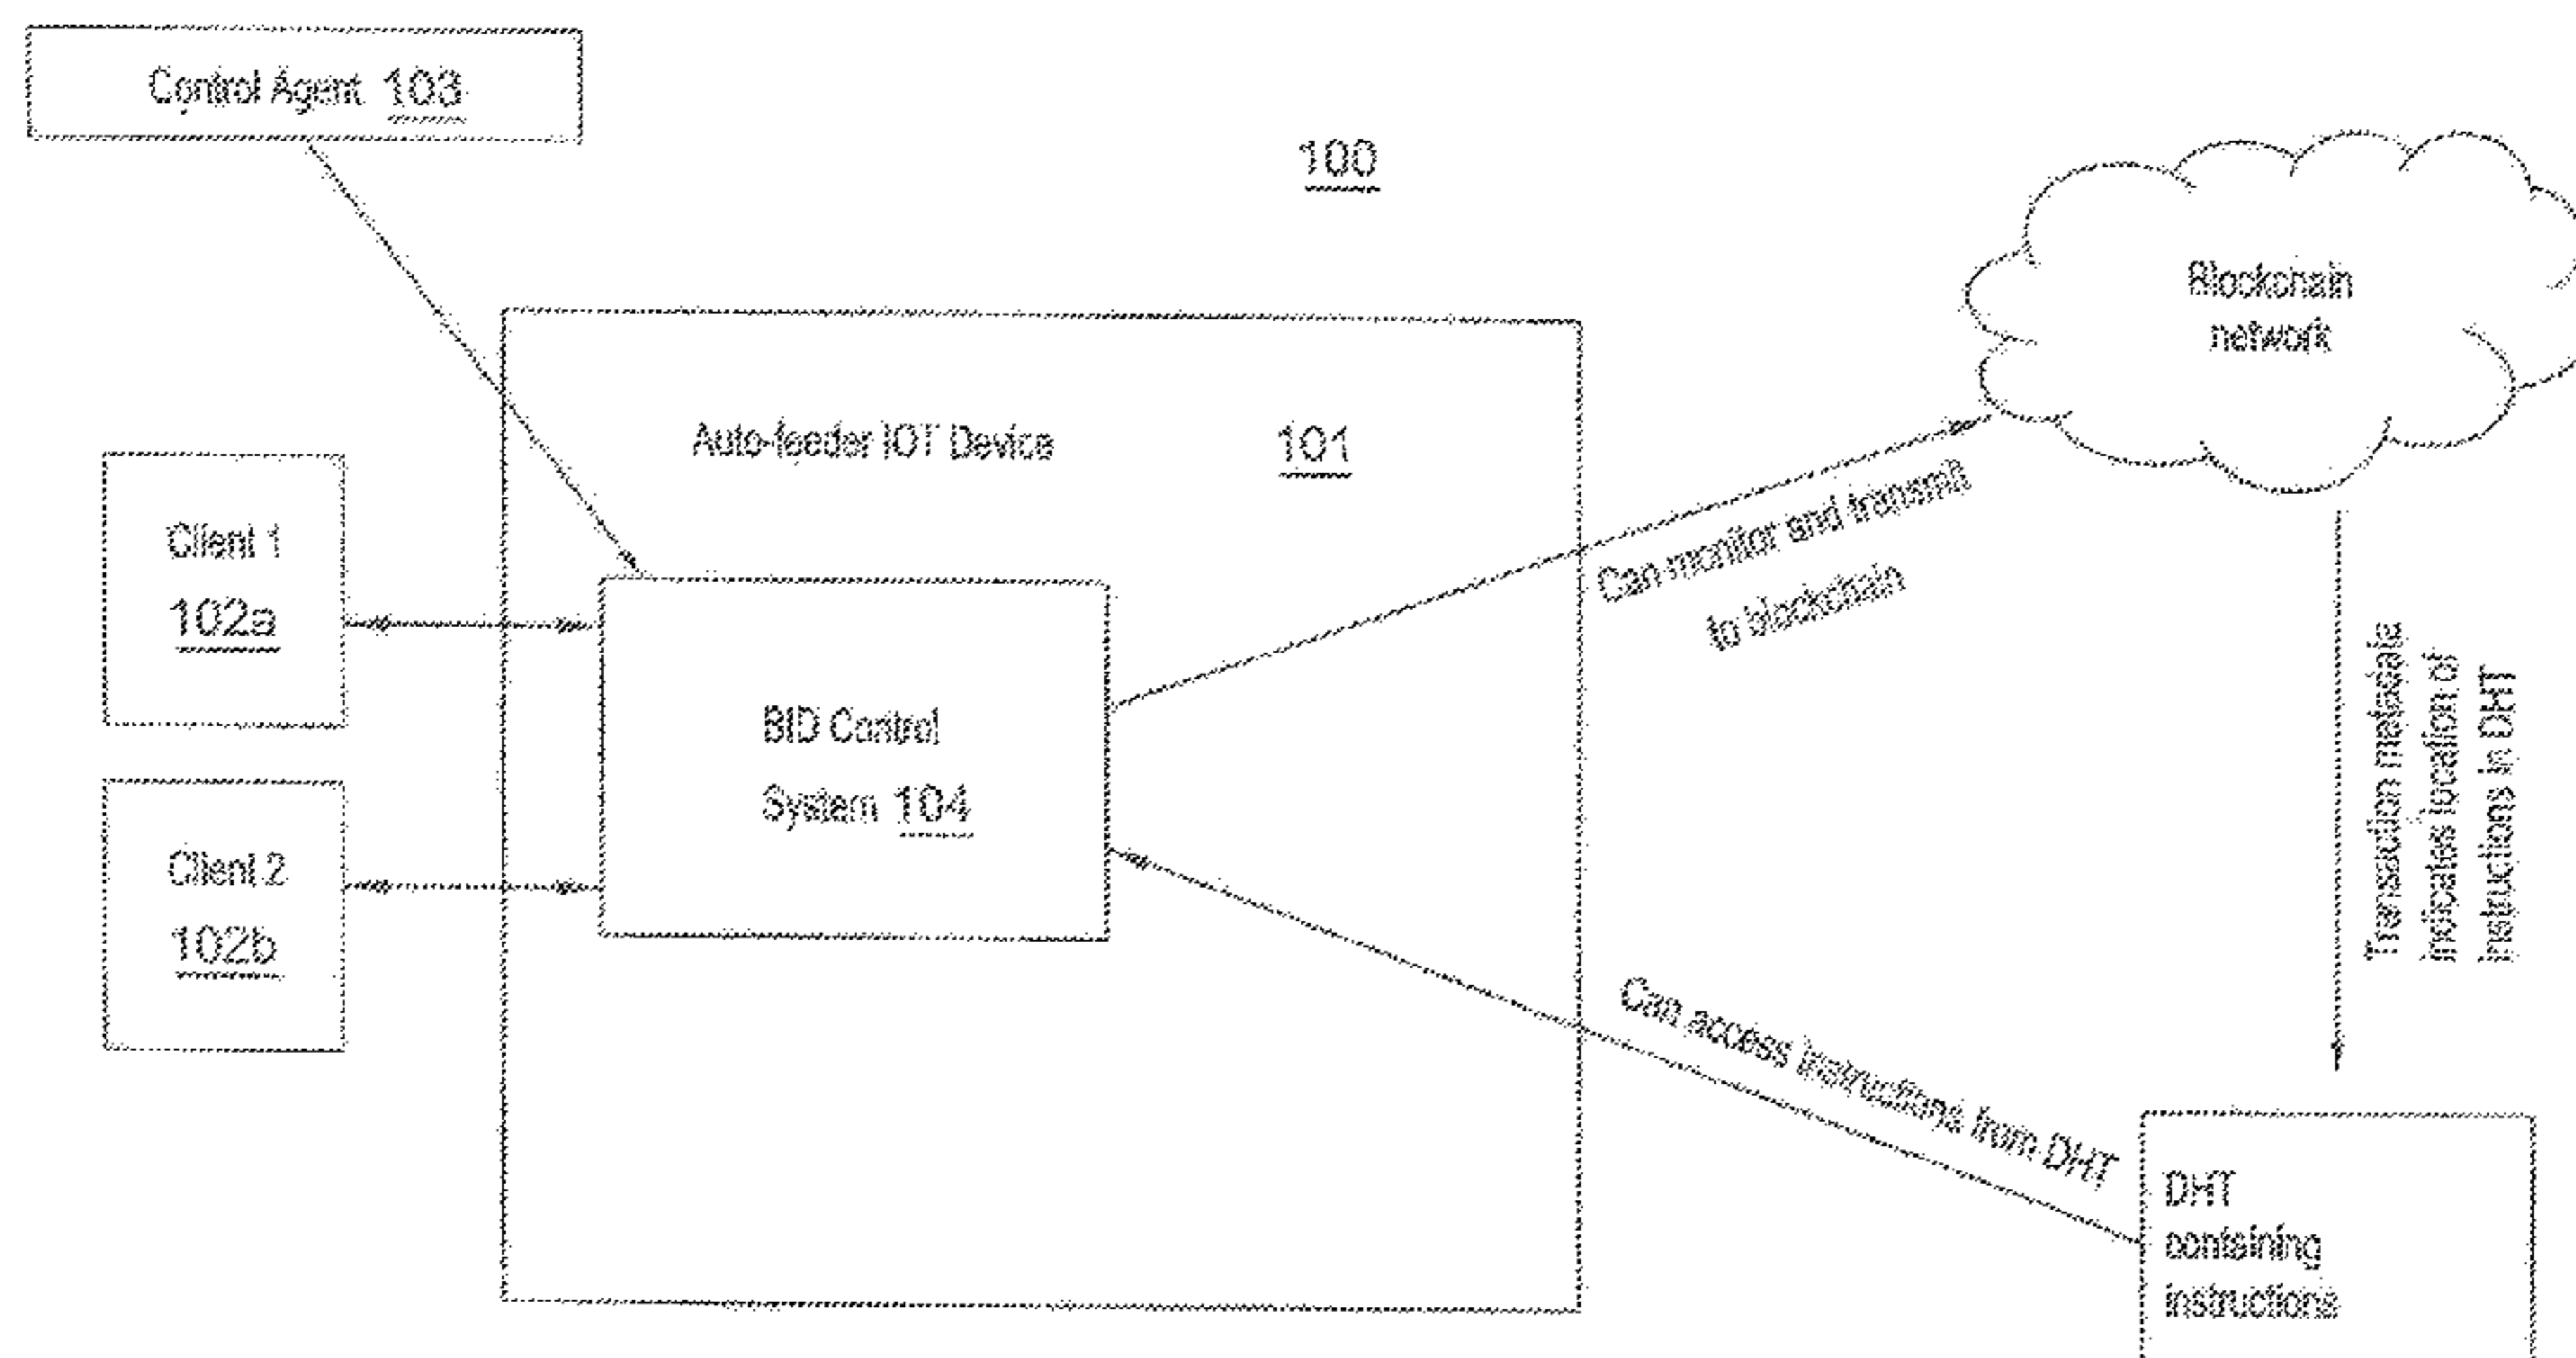 Control Agent 103
100
Blockchain
network
Auto-feeder IOT Device 101
Client 1
102a
Can monitor and transmit
to blockchain
BID Control
System 104
Client 2
102b
Transaction metadata
indicates location of
instructions in DHT
Can access instructions from DHT
DHT
containing
instructions